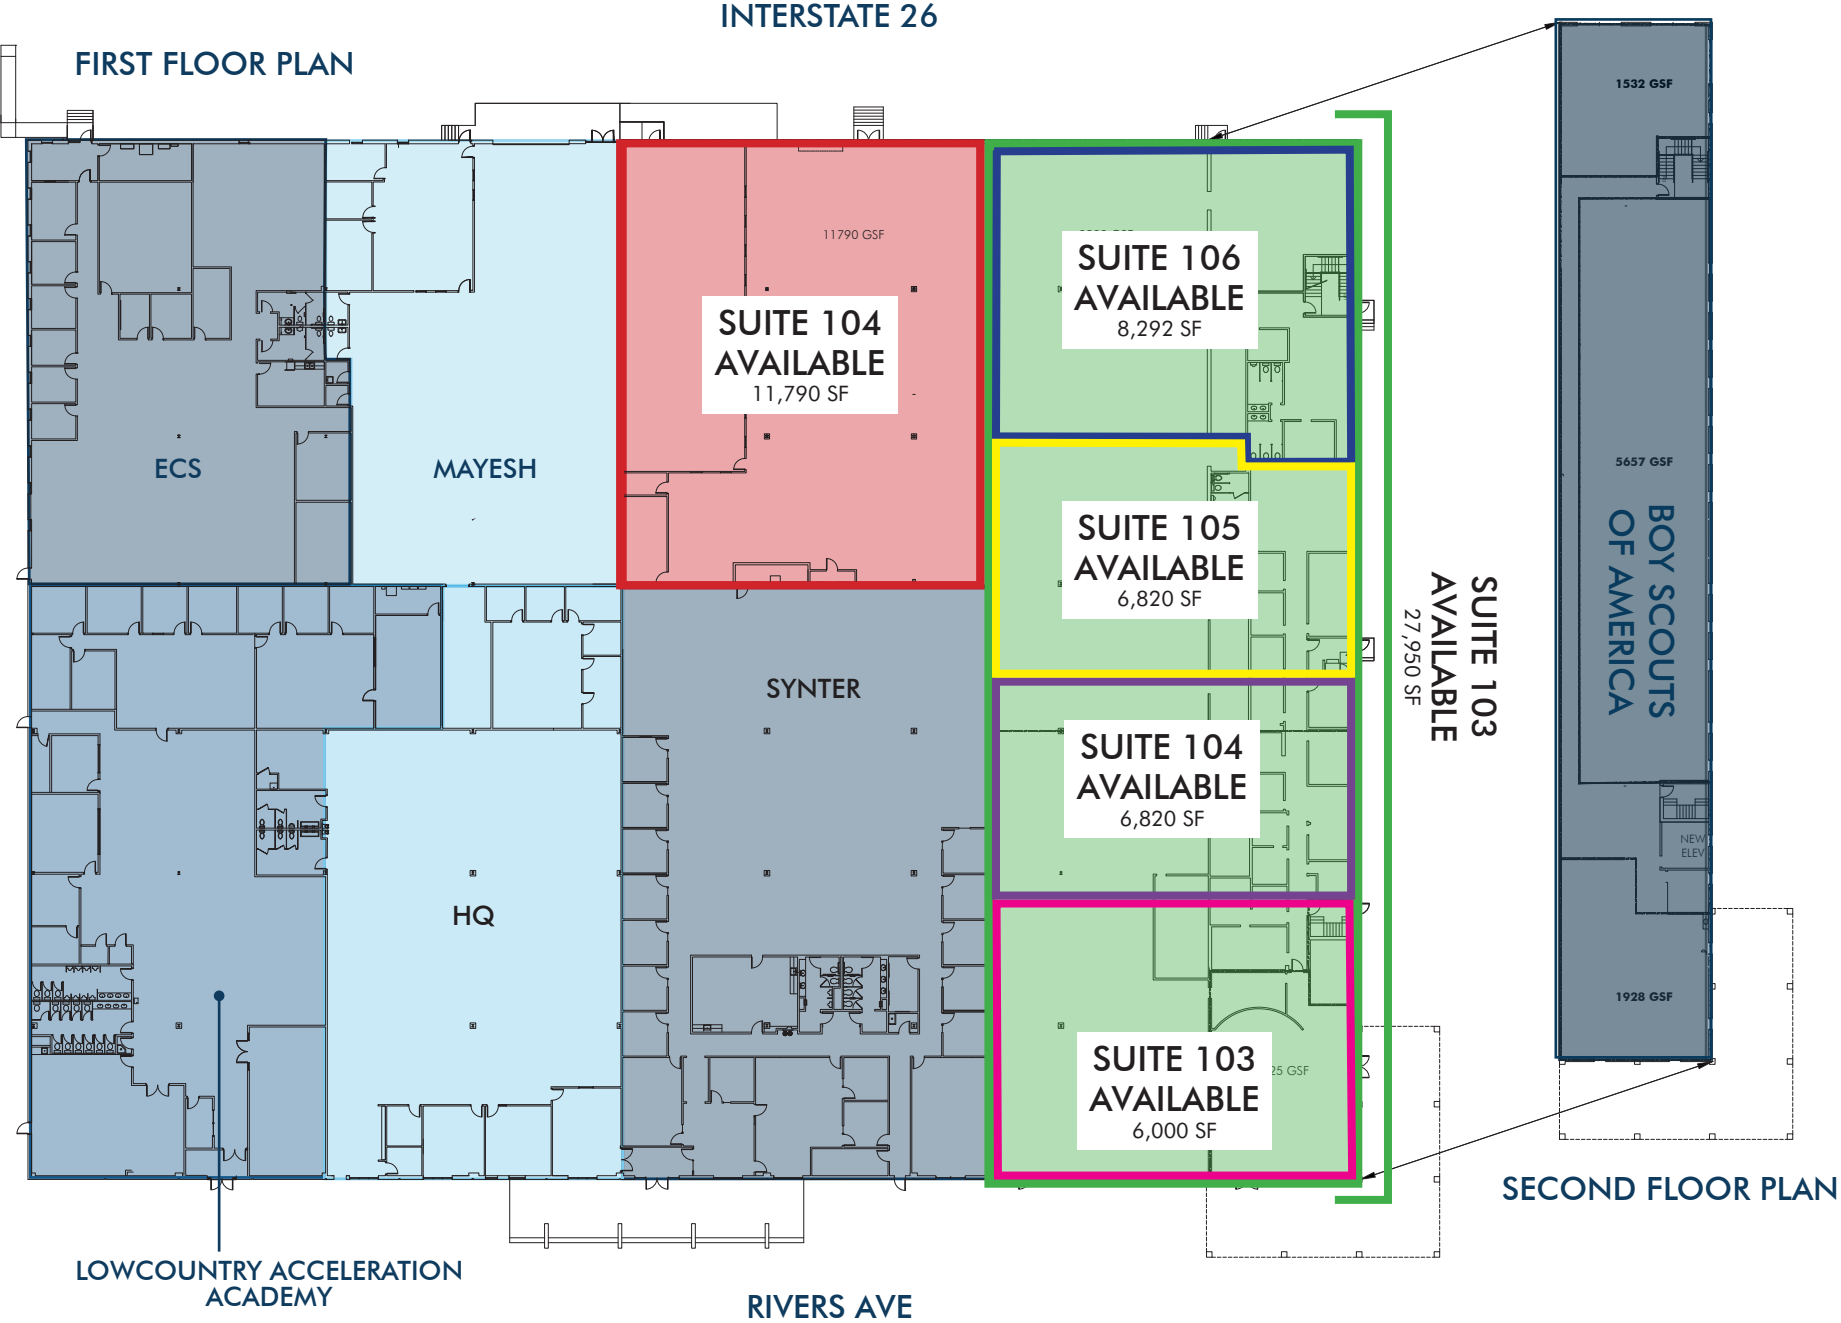 INTERSTATE 26
FIRST FLOOR PLAN
1532 GSF
11790 GSF
SUITE 106
AVAILABLE
8,292 SF
SUITE 104
AVAILABLE
11,790 SF
ECS
MAYESH
5657 GSF
BOY SCOUTS
OF AMERICA
SUITE 105
AVAILABLE
6,820 SF
SUITE 103
AVAILABLE
27,950 SF
SYNTER
SUITE 104
AVAILABLE
6,820 SF
NEW
ELEV
HQ
1928 GSF
SUITE 103
AVAILABLE
6,000 SF
25 GSF
SECOND FLOOR PLAN
LOWCOUNTRY ACCELERATION
ACADEMY
RIVERS AVE